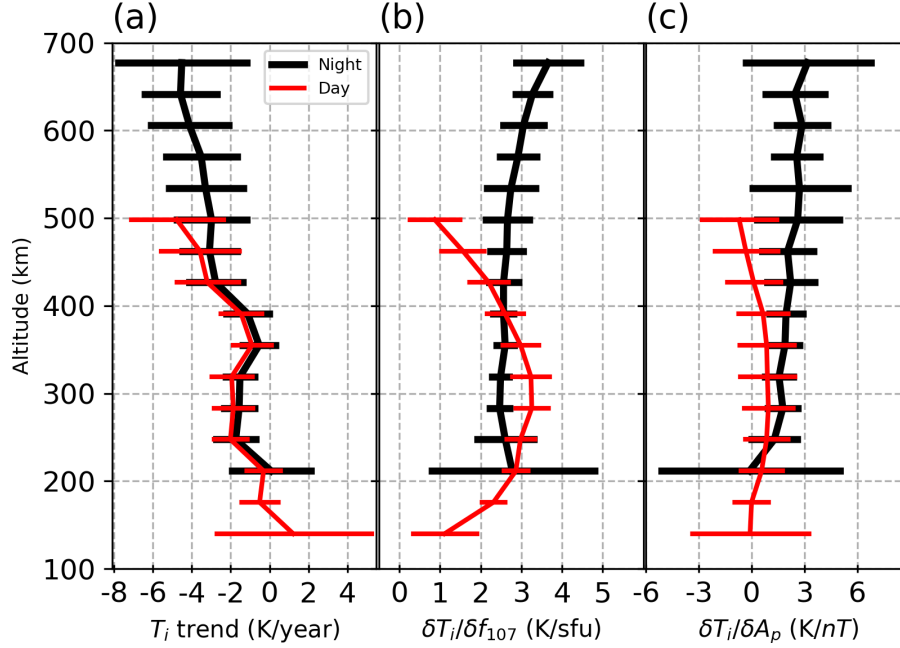 (a) (b) (c)
700
600
500
400
300
200
100
Altitude (km)
Night
Day
-8 -6 -4 -2 0 2 4
0 1 2 3 4 5
-6 -3 0 3 6
T_i trend (K/year)
δT_i/δf_107 (K/sfu)
δT_i/δA_p (K/nT)